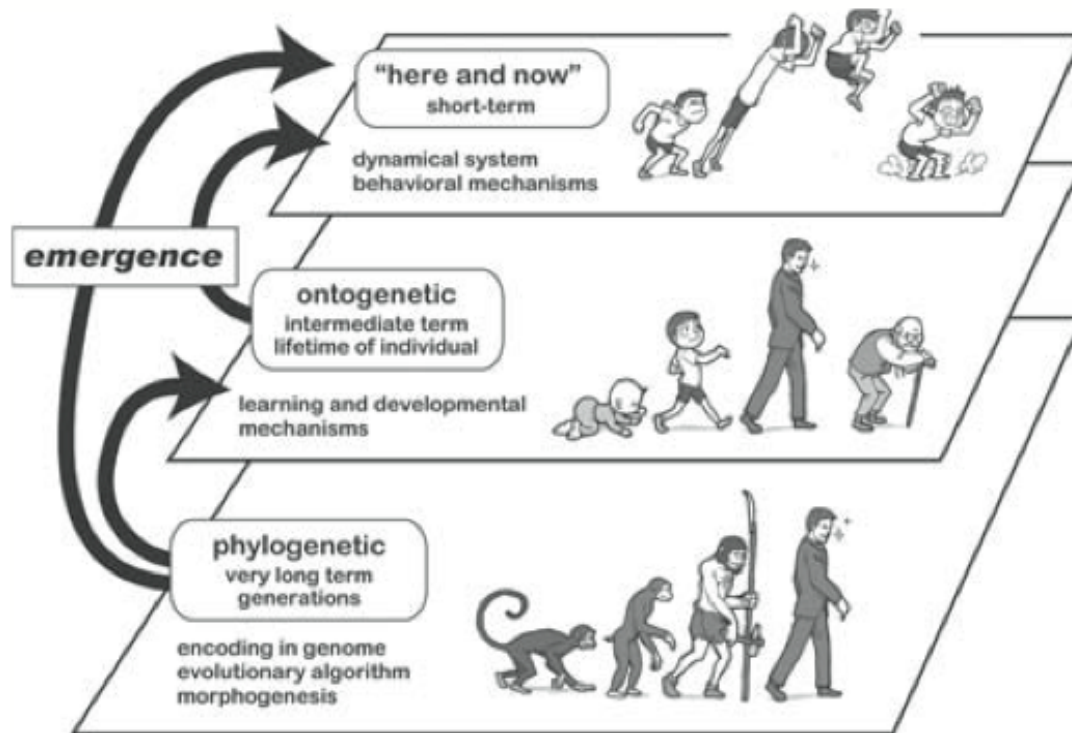 “here and now”
short-term
dynamical system
behavioral mechanisms
emergence
ontogenetic
intermediate term
lifetime of individual
learning and developmental
mechanisms
phylogenetic
very long term
generations
encoding in genome
evolutionary algorithm
morphogenesis